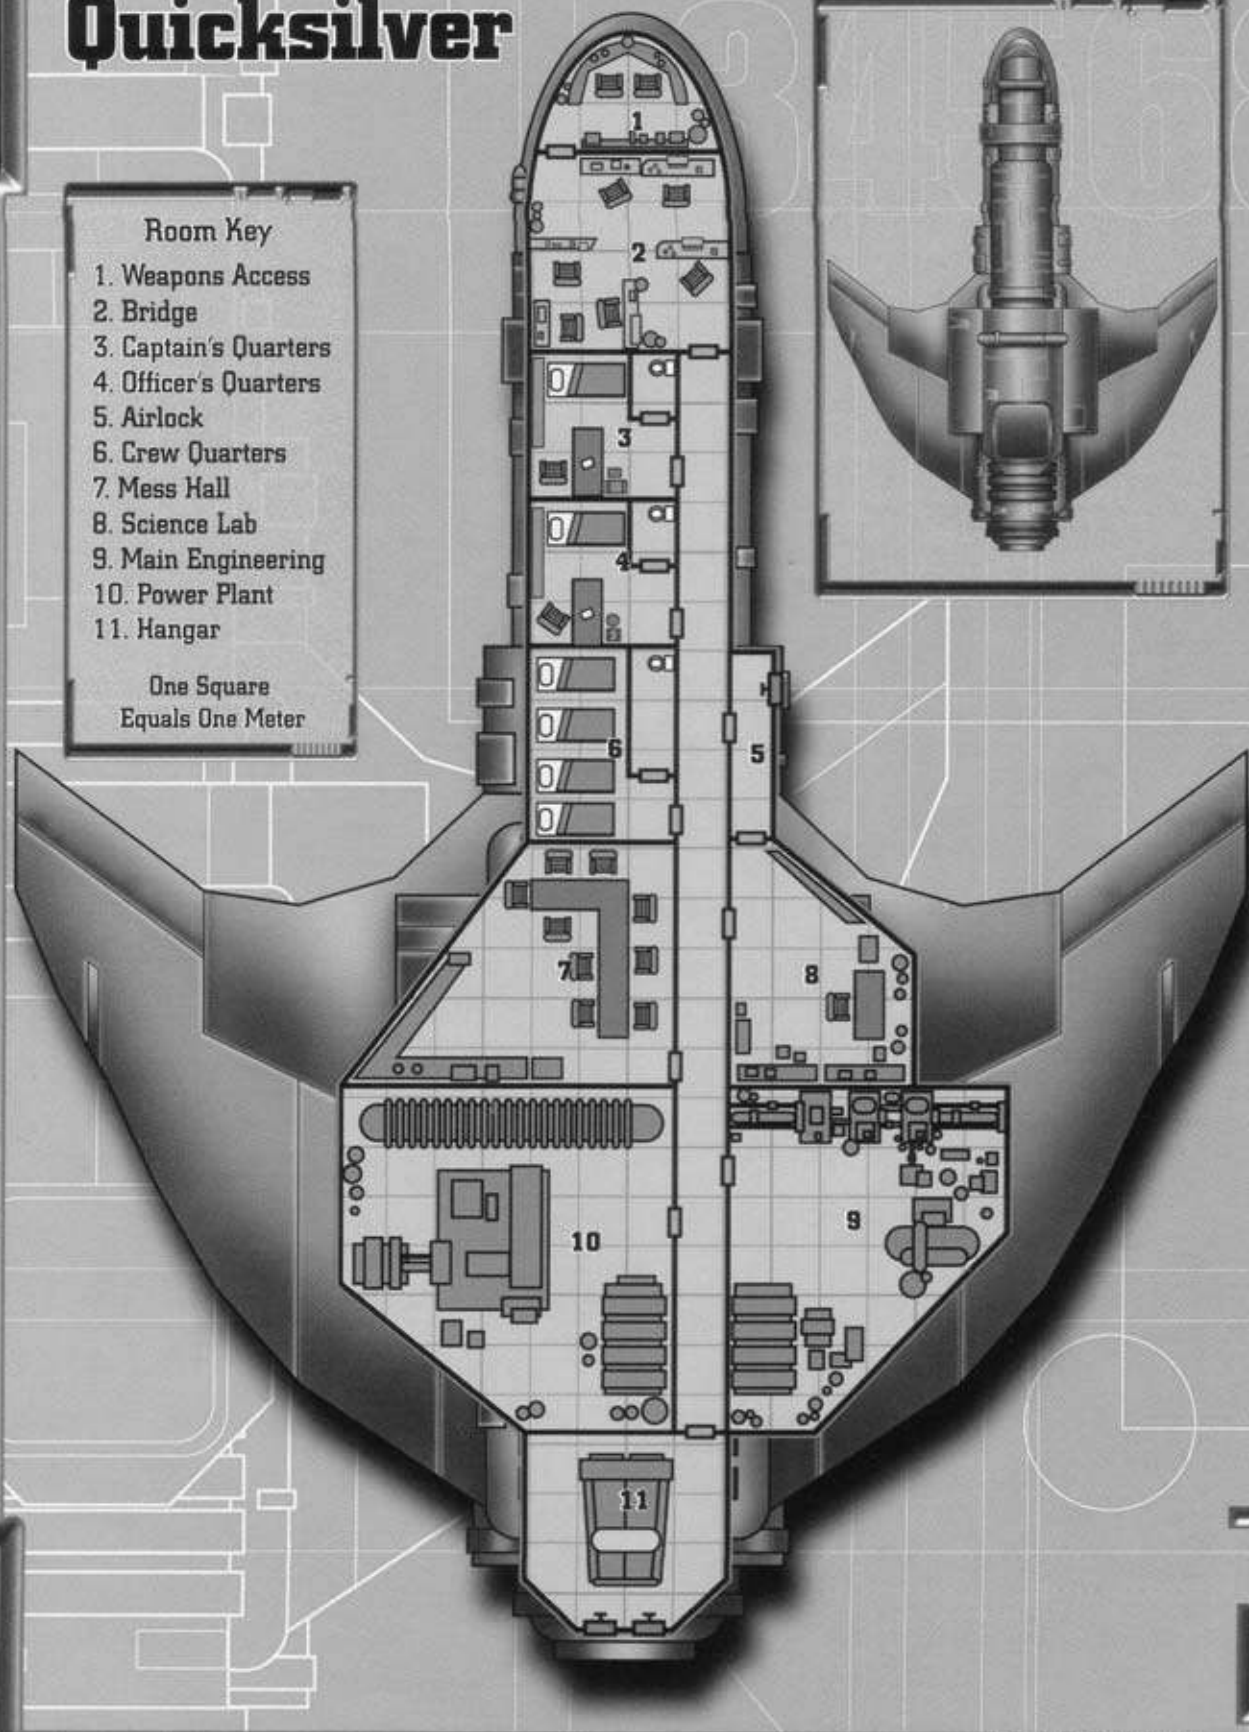 Quicksilver
Room Key
1. Weapons Access
2. Bridge
3. Captain's Quarters
4. Officer's Quarters
5. Airlock
6. Crew Quarters
7. Mess Hall
8. Science Lab
9. Main Engineering
10. Power Plant
11. Hangar
One Square
Equals One Meter
1
2
3
4
6
5
7
8
9
10
11